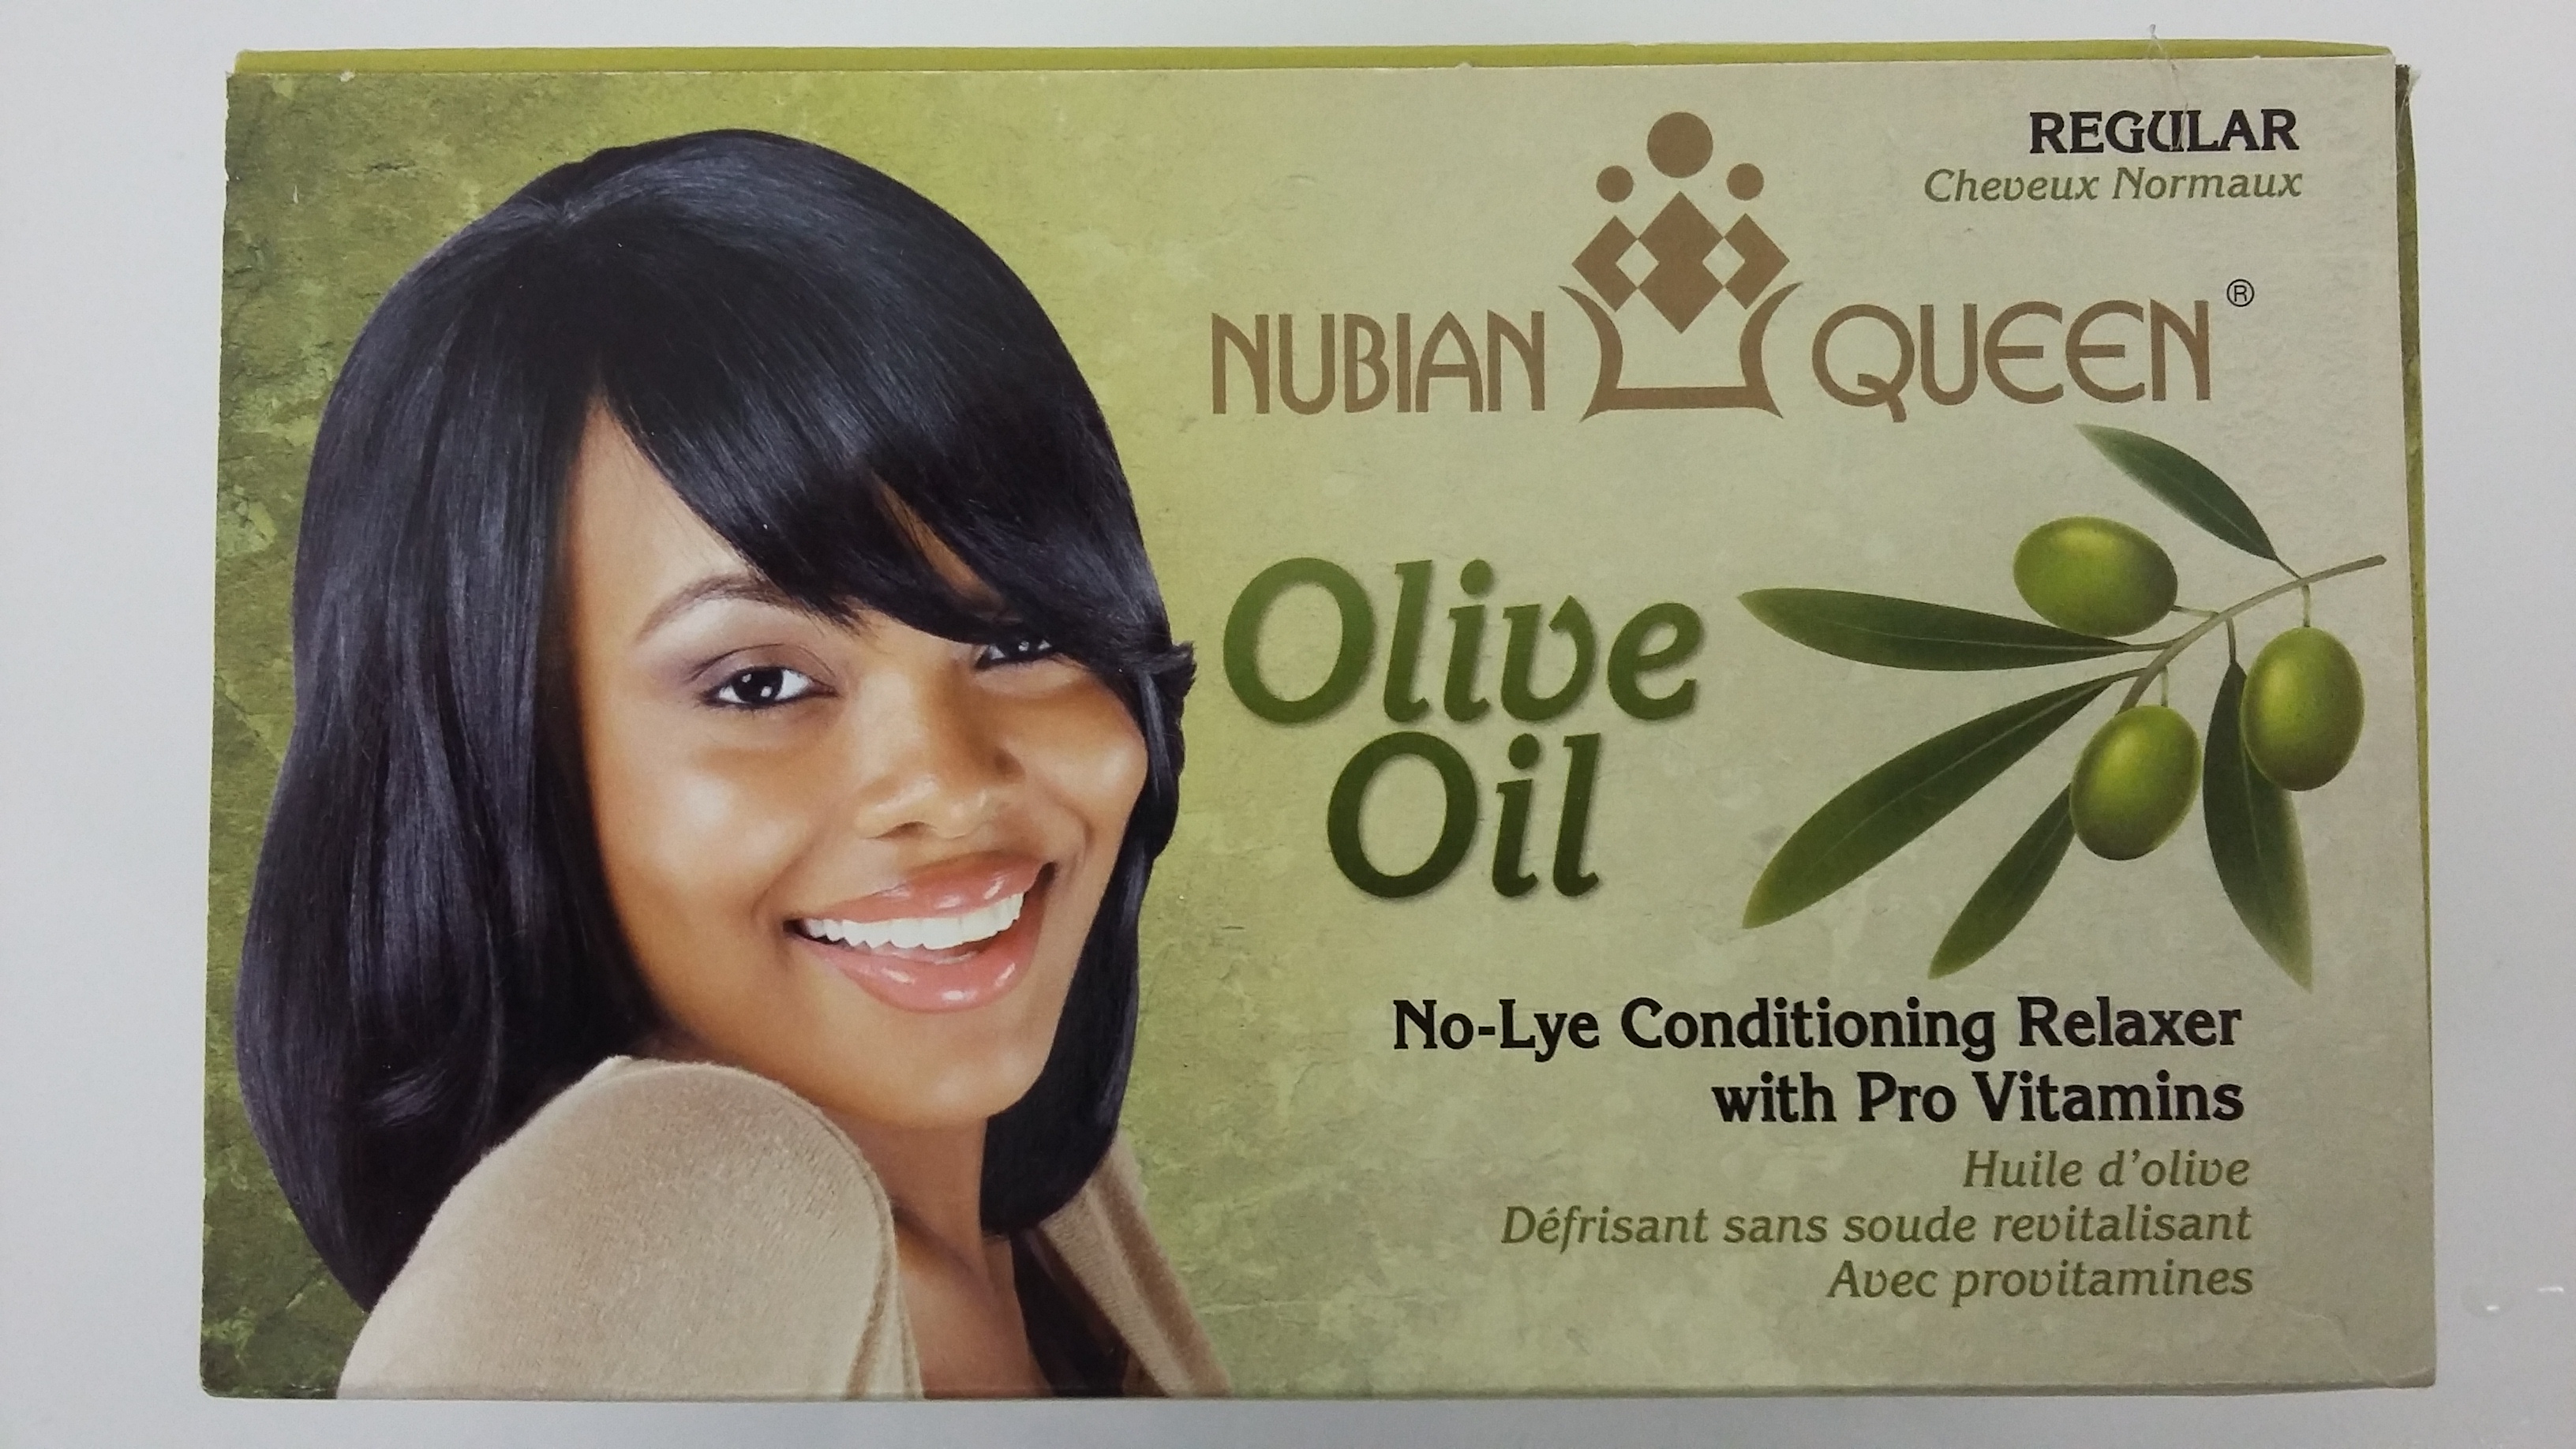 REGULAR
Cheveux Normaux
NUBIAN QUEEN®
Olive
Oil
No-Lye Conditioning Relaxer
with Pro Vitamins
Huile d'olive
Défrisant sans soude revitalisant
Avec provitamines